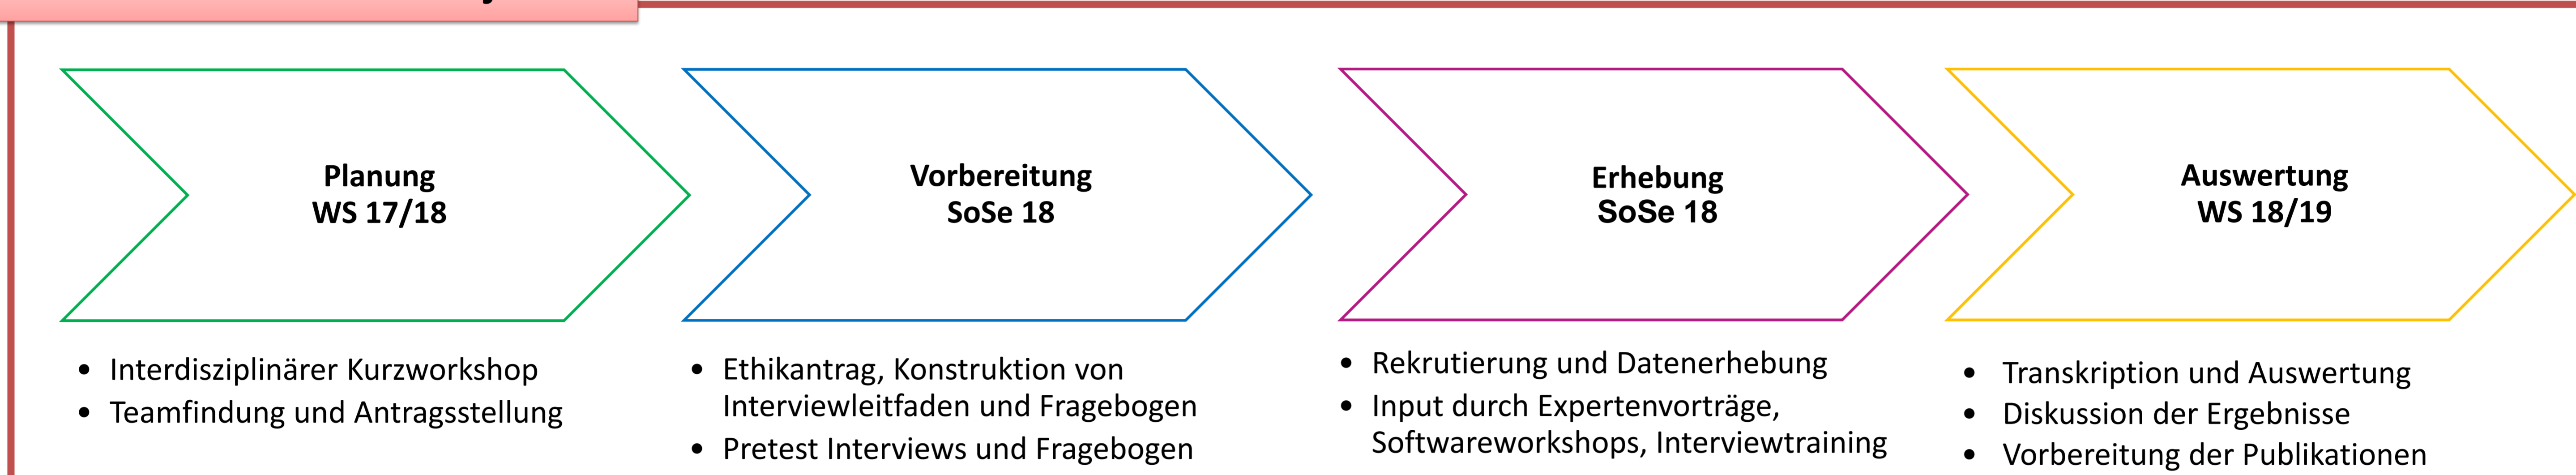 Planung
WS 17/18
Vorbereitung
SoSe 18
Erhebung
SoSe 18
Auswertung
WS 18/19
• Interdisziplinärer Kurzworkshop
• Teamfindung und Antragsstellung
• Ethikantrag, Konstruktion von
Interviewleitfaden und Fragebogen
• Pretest Interviews und Fragebogen
• Rekrutierung und Datenerhebung
• Input durch Expertenvorträge,
Softwareworkshops, Interviewtraining
• Transkription und Auswertung
• Diskussion der Ergebnisse
• Vorbereitung der Publikationen